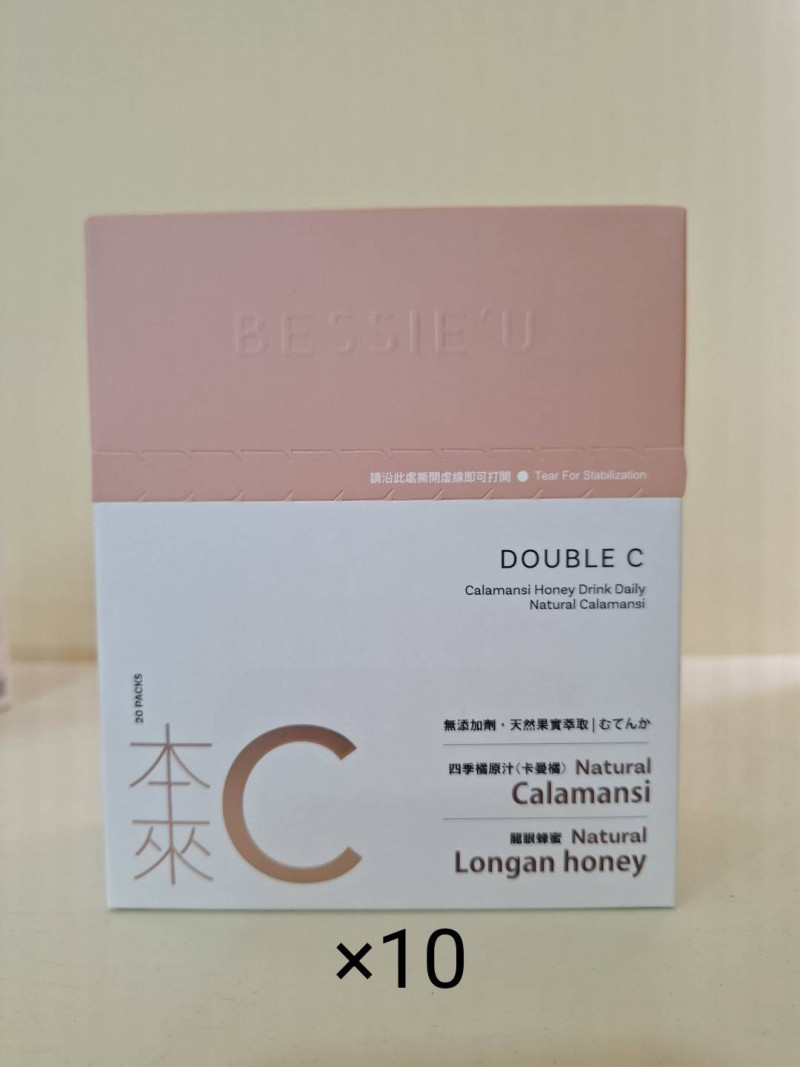 BESSIE'U
請沿此處撕開虛線即可打開 ● Tear For Stabilization
DOUBLE C
Calamansi Honey Drink Daily
Natural Calamansi
20 PACKS
本來
C
無添加劑，天然果實萃取|むてんか
四季橘原汁(卡曼橘) Natural
Calamansi
龍眼蜂蜜 Natural
Longan honey
×10